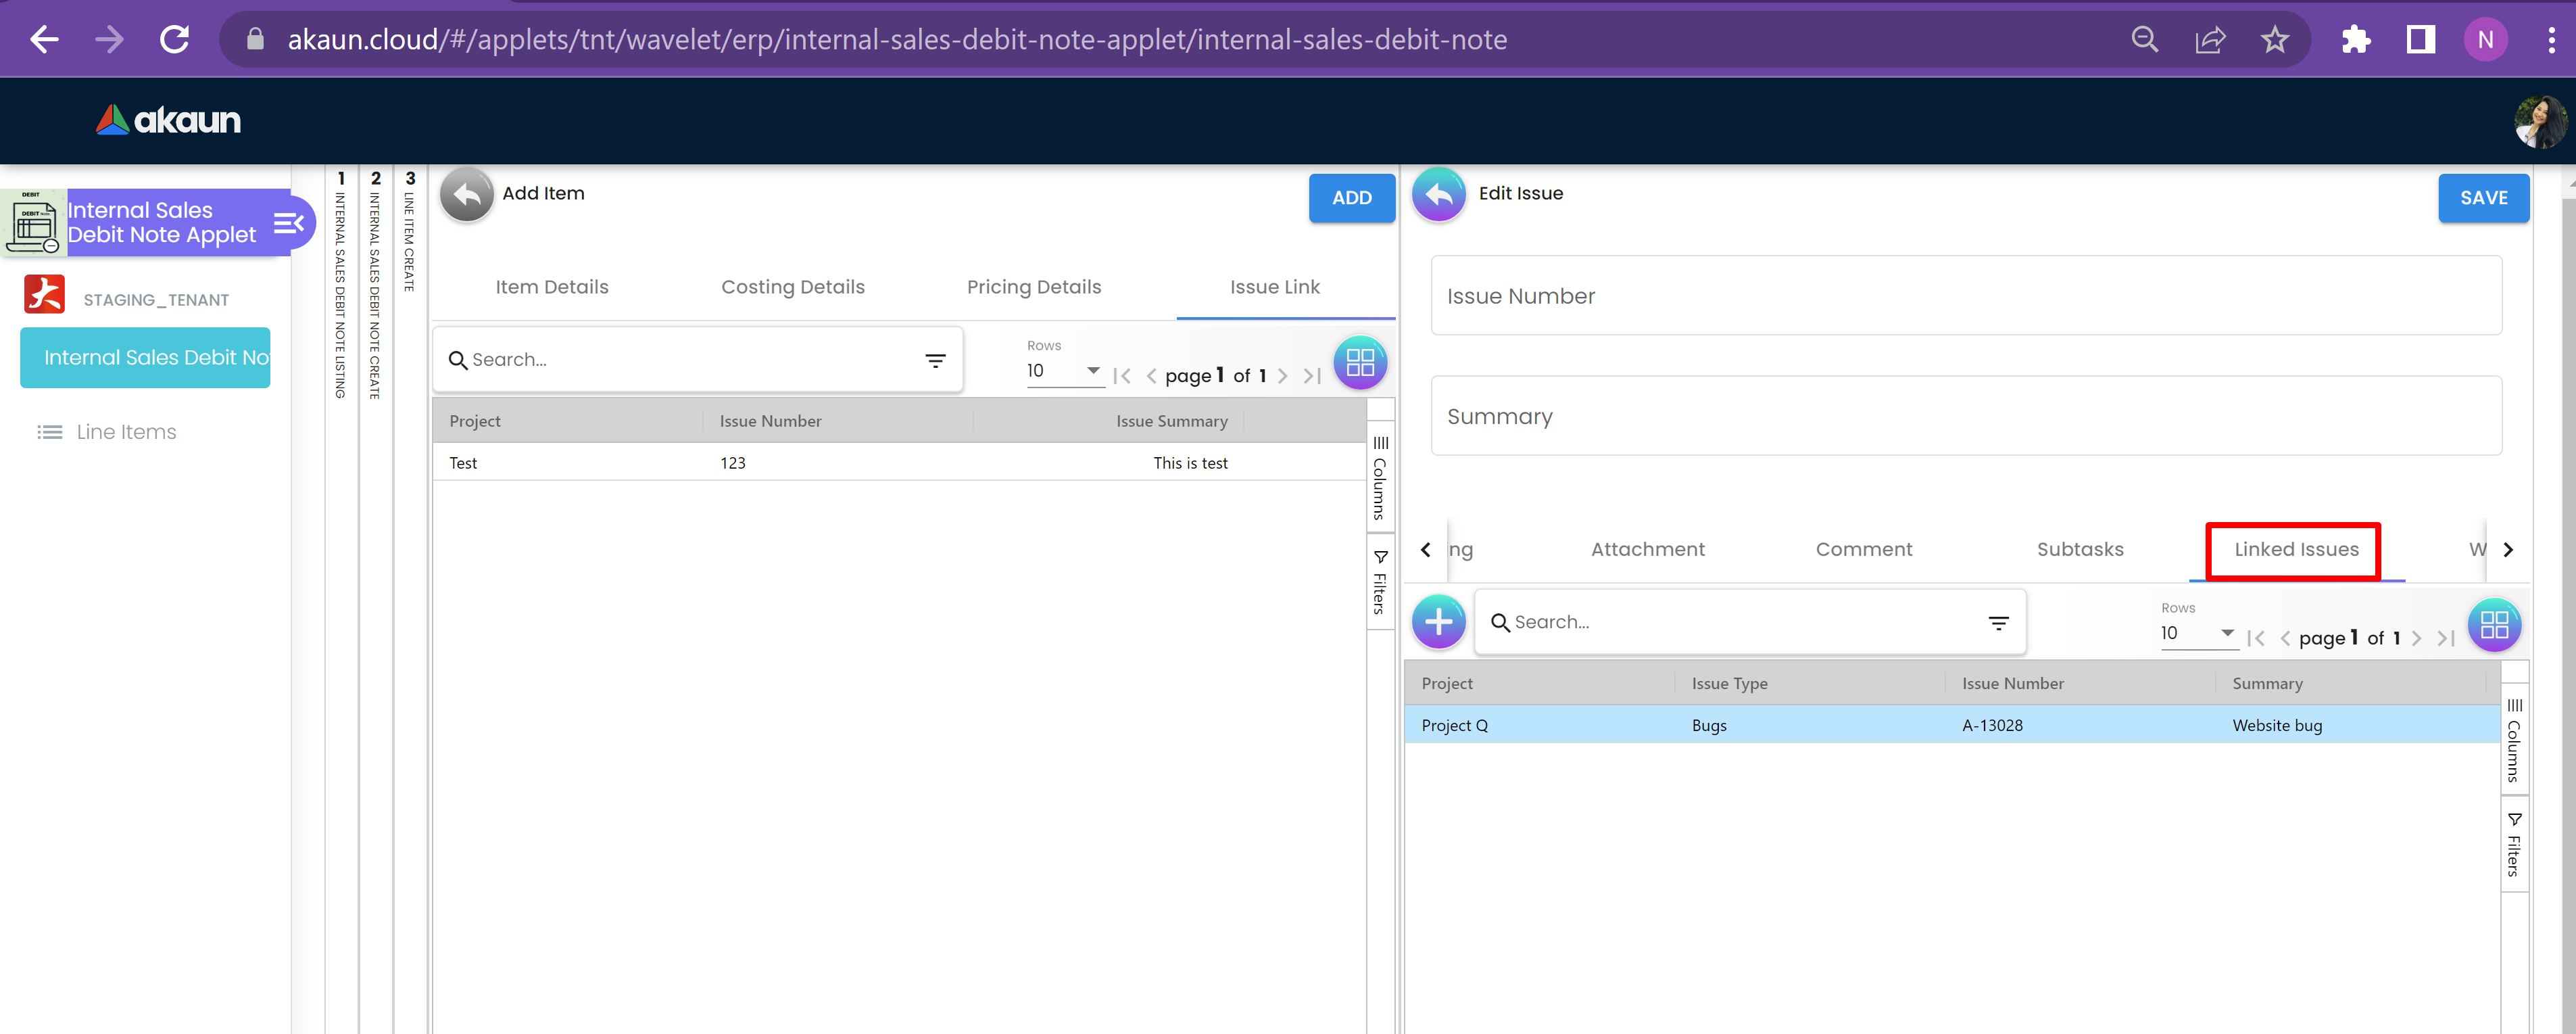 akaun.cloud/#/applets/tnt/wavelet/erp/internal-sales-debit-note-applet/internal-sales-debit-note
N
akaun
DEBIT
Internal Sales
Debit Note Applet
STAGING_TENANT
Internal Sales Debit No
Line Items
1 INTERNAL SALES DEBIT NOTE LISTING
2 INTERNAL SALES DEBIT NOTE CREATE
3 LINE ITEM CREATE
Add Item
ADD
Item Details Costing Details Pricing Details Issue Link
Search...
Rows
10
page 1 of 1
Project Issue Number Issue Summary
Test 123 This is test
Columns
Filters
Edit Issue
SAVE
Issue Number
Summary
ng Attachment Comment Subtasks Linked Issues W
Search...
Rows
10
page 1 of 1
Project Issue Type Issue Number Summary
Project Q Bugs A-13028 Website bug
Columns
Filters